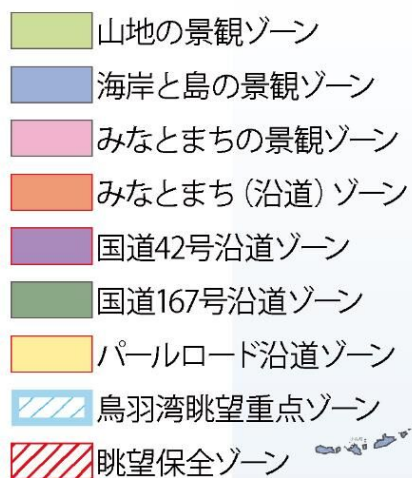 山地の景観ゾーン
海岸と島の景観ゾーン
みなとまちの景観ゾーン
みなとまち（沿道）ゾーン
国道42号沿道ゾーン
国道167号沿道ゾーン
パールロード沿道ゾーン
鳥羽湾眺望重点ゾーン
眺望保全ゾーン